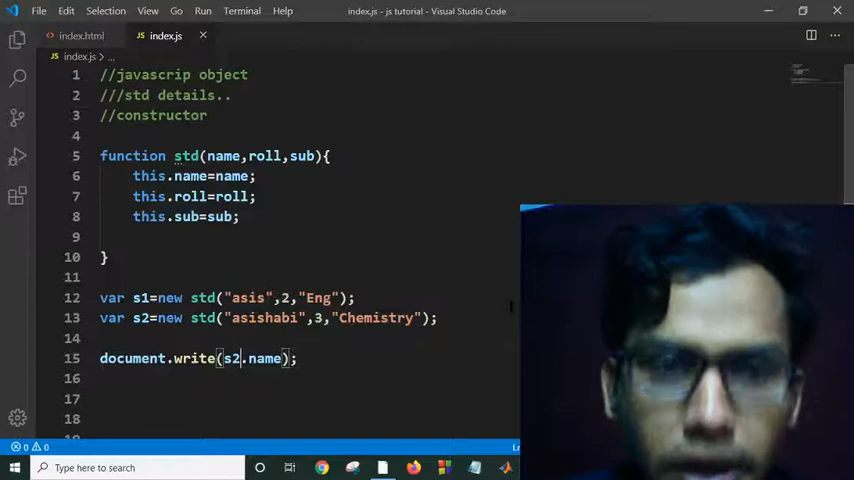 File Edit Selection View Go Run Terminal Help index.js - js tutorial - Visual Studio Code
index.html JS index.js
JS index.js > ...
1 //javascrip object
2 ///std details..
3 //constructor
4
5 function std(name,roll,sub){
6 this.name=name;
7 this.roll=roll;
8 this.sub=sub;
9
10 }
11
12 var s1=new std("asis",2,"Eng");
13 var s2=new std("asishabi",3,"Chemistry");
14
15 document.write(s2.name);
16
17
18
0 0 Ln
Type here to search